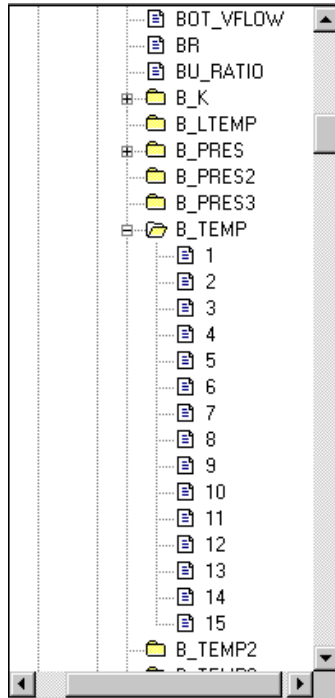 BOT_VFLOW
BR
BU_RATIO
B_K
B_LTEMP
B_PRES
B_PRES2
B_PRES3
B_TEMP
1
2
3
4
5
6
7
8
9
10
11
12
13
14
15
B_TEMP2